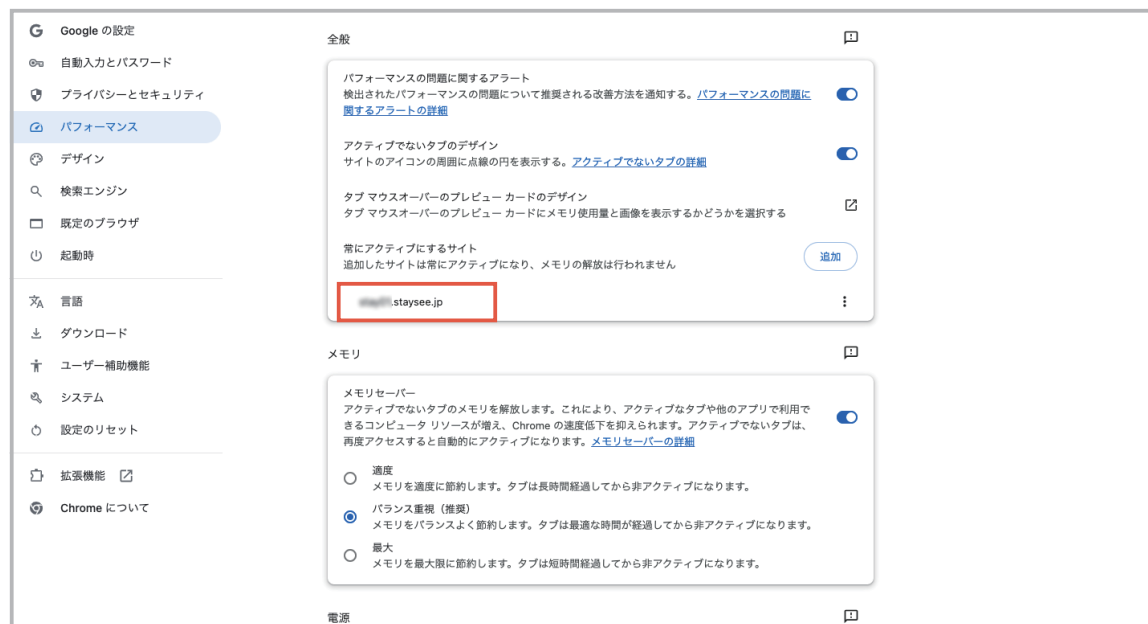 Google の設定
自動入力とパスワード
プライバシーとセキュリティ
パフォーマンス
デザイン
検索エンジン
既定のブラウザ
起動時
言語
ダウンロード
ユーザー補助機能
システム
設定のリセット
拡張機能
Chrome について
全般
パフォーマンスの問題に関するアラート
検出されたパフォーマンスの問題について推奨される改善方法を通知する。パフォーマンスの問題に
関するアラートの詳細
アクティブでないタブのデザイン
サイトのアイコンの周囲に点線の円を表示する。アクティブでないタブの詳細
タブ マウスオーバーのプレビュー カードのデザイン
タブ マウスオーバーのプレビュー カードにメモリ使用量と画像を表示するかどうかを選択する
常にアクティブにするサイト
追加したサイトは常にアクティブになり、メモリの解放は行われません
追加
.staysee.jp
メモリ
メモリセーバー
アクティブでないタブのメモリを解放します。これにより、アクティブなタブや他のアプリで利用で
きるコンピュータ リソースが増え、Chrome の速度低下を抑えられます。アクティブでないタブは、
再度アクセスすると自動的にアクティブになります。メモリセーバーの詳細
適度
メモリを適度に節約します。タブは長時間経過してから非アクティブになります。
バランス重視（推奨）
メモリをバランスよく節約します。タブは最適な時間が経過してから非アクティブになります。
最大
メモリを最大限に節約します。タブは短時間経過してから非アクティブになります。
電源